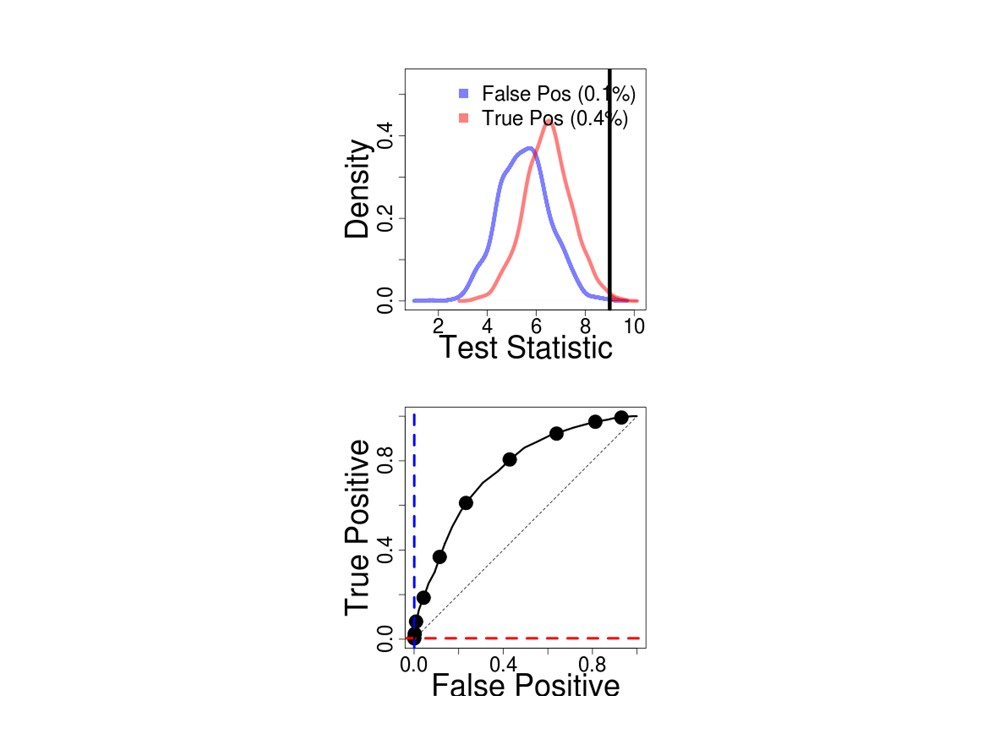 False Pos (0.1%)
True Pos (0.4%)
Density
0.0 0.2 0.4
2 4 6 8 10
Test Statistic
True Positive
0.0 0.4 0.8
0.0 0.4 0.8
False Positive